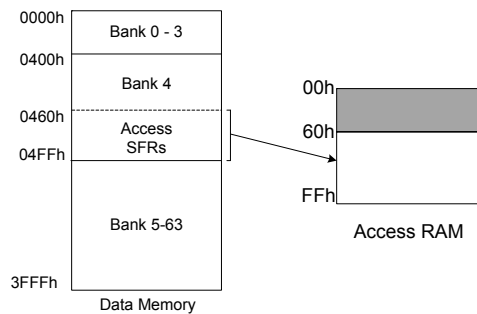 0000h
Bank 0 - 3
0400h
Bank 4
0460h
Access
SFRs
04FFh
Bank 5-63
3FFFh
Data Memory
00h
60h
FFh
Access RAM